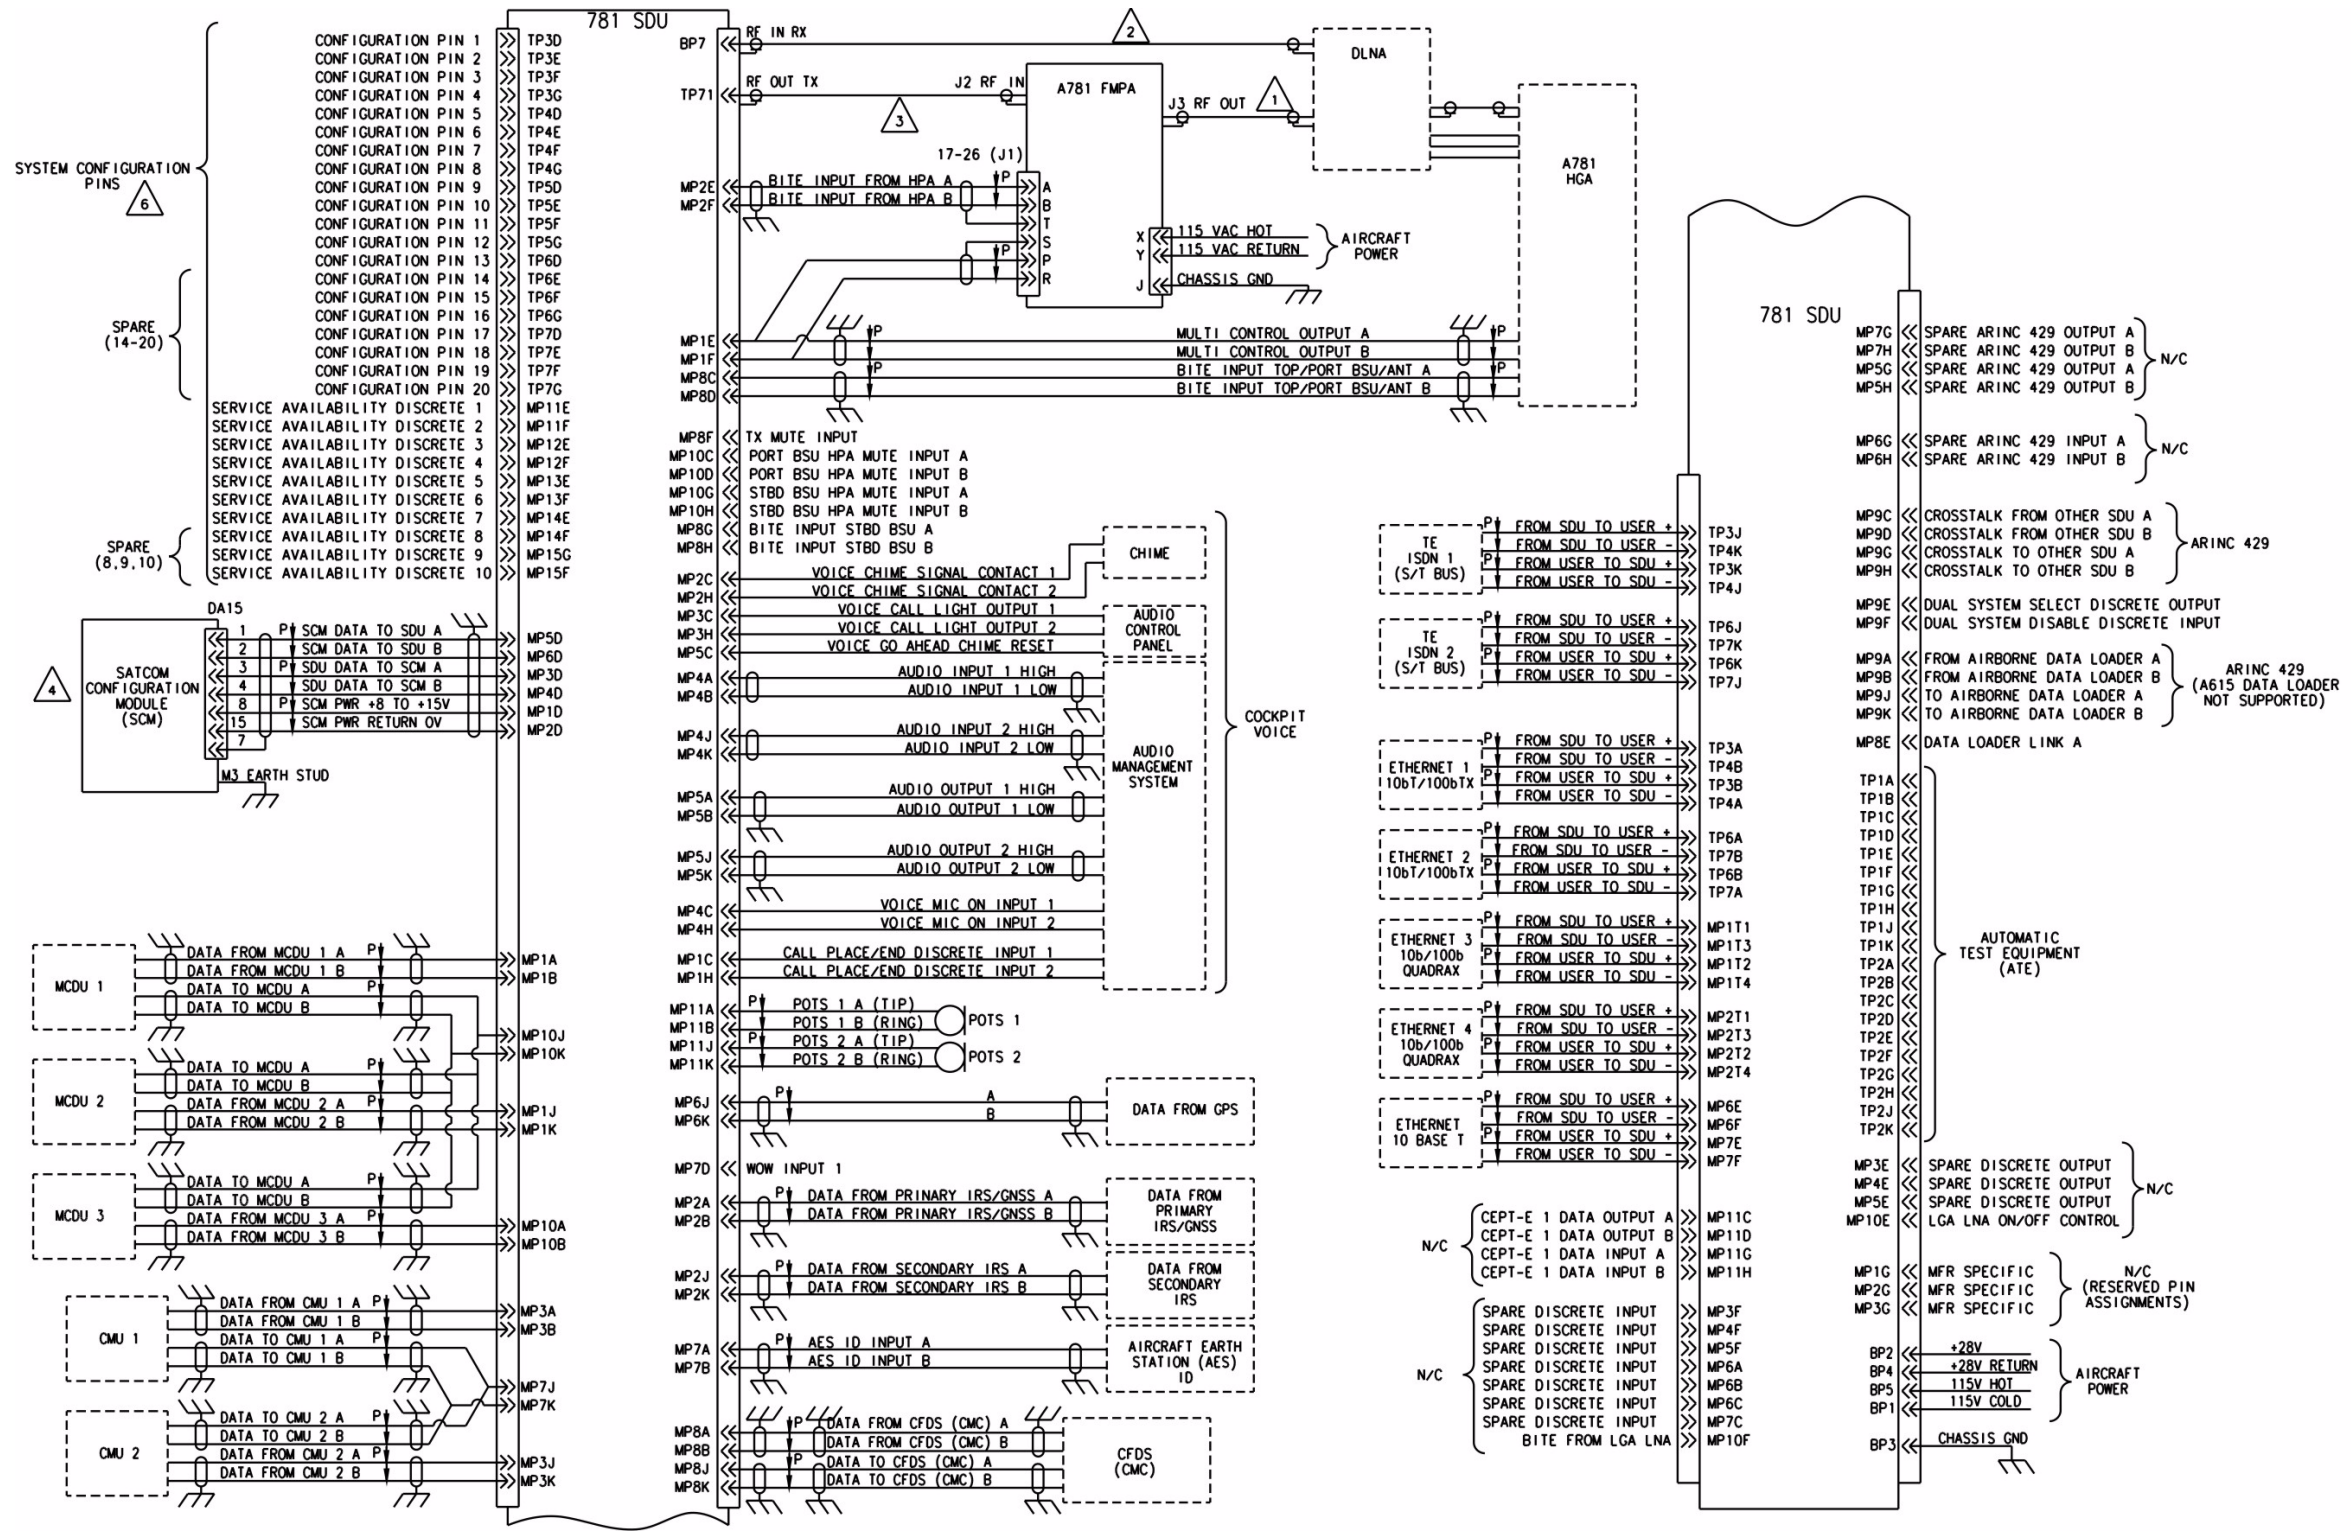 781 SDU
SYSTEM CONFIGURATION
PINS
6
CONFIGURATION PIN 1 TP3D
CONFIGURATION PIN 2 TP3E
CONFIGURATION PIN 3 TP3F
CONFIGURATION PIN 4 TP3G
CONFIGURATION PIN 5 TP4D
CONFIGURATION PIN 6 TP4E
CONFIGURATION PIN 7 TP4F
CONFIGURATION PIN 8 TP4G
CONFIGURATION PIN 9 TP5D
CONFIGURATION PIN 10 TP5E
CONFIGURATION PIN 11 TP5F
CONFIGURATION PIN 12 TP5G
CONFIGURATION PIN 13 TP6D
CONFIGURATION PIN 14 TP6E
CONFIGURATION PIN 15 TP6F
CONFIGURATION PIN 16 TP6G
CONFIGURATION PIN 17 TP7D
CONFIGURATION PIN 18 TP7E
CONFIGURATION PIN 19 TP7F
CONFIGURATION PIN 20 TP7G
SPARE
(14-20)
SERVICE AVAILABILITY DISCRETE 1 MP11E
SERVICE AVAILABILITY DISCRETE 2 MP11F
SERVICE AVAILABILITY DISCRETE 3 MP12E
SERVICE AVAILABILITY DISCRETE 4 MP12F
SERVICE AVAILABILITY DISCRETE 5 MP13E
SERVICE AVAILABILITY DISCRETE 6 MP13F
SERVICE AVAILABILITY DISCRETE 7 MP14E
SERVICE AVAILABILITY DISCRETE 8 MP14F
SERVICE AVAILABILITY DISCRETE 9 MP15G
SERVICE AVAILABILITY DISCRETE 10 MP15F
SPARE
(8,9,10)
DA15
4
SATCOM
CONFIGURATION
MODULE
(SCM)
1 P SCM DATA TO SDU A MP5D
2 SCM DATA TO SDU B MP6D
3 P SDU DATA TO SCM A MP3D
4 SDU DATA TO SCM B MP4D
8 P SCM PWR +8 TO +15V MP1D
15 SCM PWR RETURN 0V MP2D
7
M3 EARTH STUD
MCDU 1
DATA FROM MCDU 1 A P MP1A
DATA FROM MCDU 1 B MP1B
DATA TO MCDU A P
DATA TO MCDU B
MP10J
MP10K
MCDU 2
DATA TO MCDU A P
DATA TO MCDU B
DATA FROM MCDU 2 A P MP1J
DATA FROM MCDU 2 B MP1K
MCDU 3
DATA TO MCDU A P
DATA TO MCDU B
DATA FROM MCDU 3 A P MP10A
DATA FROM MCDU 3 B MP10B
CMU 1
DATA FROM CMU 1 A P MP3A
DATA FROM CMU 1 B MP3B
DATA TO CMU 1 A P
DATA TO CMU 1 B
MP7J
MP7K
CMU 2
DATA TO CMU 2 A P
DATA TO CMU 2 B
DATA FROM CMU 2 A P MP3J
DATA FROM CMU 2 B MP3K
BP7 RF IN RX
2
DLNA
TP71 RF OUT TX
3
J2 RF IN
A781 FMPA
J3 RF OUT
1
A781
HGA
17-26 (J1)
MP2E BITE INPUT FROM HPA A P A
MP2F BITE INPUT FROM HPA B B
T
S
P P
R
X 115 VAC HOT
Y 115 VAC RETURN
AIRCRAFT
POWER
J CHASSIS GND
MP1E P MULTI CONTROL OUTPUT A P
MP1F MULTI CONTROL OUTPUT B
MP8C P BITE INPUT TOP/PORT BSU/ANT A P
MP8D BITE INPUT TOP/PORT BSU/ANT B
MP8F TX MUTE INPUT
MP10C PORT BSU HPA MUTE INPUT A
MP10D PORT BSU HPA MUTE INPUT B
MP10G STBD BSU HPA MUTE INPUT A
MP10H STBD BSU HPA MUTE INPUT B
MP8G BITE INPUT STBD BSU A
MP8H BITE INPUT STBD BSU B
MP2C VOICE CHIME SIGNAL CONTACT 1
MP2H VOICE CHIME SIGNAL CONTACT 2
CHIME
MP3C VOICE CALL LIGHT OUTPUT 1
MP3H VOICE CALL LIGHT OUTPUT 2
MP5C VOICE GO AHEAD CHIME RESET
AUDIO
CONTROL
PANEL
MP4A AUDIO INPUT 1 HIGH
MP4B AUDIO INPUT 1 LOW
MP4J AUDIO INPUT 2 HIGH
MP4K AUDIO INPUT 2 LOW
MP5A AUDIO OUTPUT 1 HIGH
MP5B AUDIO OUTPUT 1 LOW
MP5J AUDIO OUTPUT 2 HIGH
MP5K AUDIO OUTPUT 2 LOW
MP4C VOICE MIC ON INPUT 1
MP4H VOICE MIC ON INPUT 2
MP1C CALL PLACE/END DISCRETE INPUT 1
MP1H CALL PLACE/END DISCRETE INPUT 2
AUDIO
MANAGEMENT
SYSTEM
COCKPIT
VOICE
MP11A P POTS 1 A (TIP)
MP11B POTS 1 B (RING)
POTS 1
MP11J P POTS 2 A (TIP)
MP11K POTS 2 B (RING)
POTS 2
MP6J P A
MP6K B
DATA FROM GPS
MP7D WOW INPUT 1
MP2A P DATA FROM PRIMARY IRS/GNSS A
MP2B DATA FROM PRIMARY IRS/GNSS B
DATA FROM
PRIMARY
IRS/GNSS
MP2J P DATA FROM SECONDARY IRS A
MP2K DATA FROM SECONDARY IRS B
DATA FROM
SECONDARY
IRS
MP7A P AES ID INPUT A
MP7B AES ID INPUT B
AIRCRAFT EARTH
STATION (AES)
ID
MP8A P DATA FROM CFDS (CMC) A
MP8B DATA FROM CFDS (CMC) B
MP8J P DATA TO CFDS (CMC) A
MP8K DATA TO CFDS (CMC) B
CFDS
(CMC)
781 SDU
TE
ISDN 1
(S/T BUS)
P FROM SDU TO USER + TP3J
FROM SDU TO USER - TP4K
P FROM USER TO SDU + TP3K
FROM USER TO SDU - TP4J
TE
ISDN 2
(S/T BUS)
P FROM SDU TO USER + TP6J
FROM SDU TO USER - TP7K
P FROM USER TO SDU + TP6K
FROM USER TO SDU - TP7J
ETHERNET 1
10bT/100bTX
P FROM SDU TO USER + TP3A
FROM SDU TO USER - TP4B
P FROM USER TO SDU + TP3B
FROM USER TO SDU - TP4A
ETHERNET 2
10bT/100bTX
P FROM SDU TO USER + TP6A
FROM SDU TO USER - TP7B
P FROM USER TO SDU + TP6B
FROM USER TO SDU - TP7A
ETHERNET 3
10b/100b
QUADRAX
P FROM SDU TO USER + MP1T1
FROM SDU TO USER - MP1T3
P FROM USER TO SDU + MP1T2
FROM USER TO SDU - MP1T4
ETHERNET 4
10b/100b
QUADRAX
P FROM SDU TO USER + MP2T1
FROM SDU TO USER - MP2T3
P FROM USER TO SDU + MP2T2
FROM USER TO SDU - MP2T4
ETHERNET
10 BASE T
P FROM SDU TO USER + MP6E
FROM SDU TO USER - MP6F
P FROM USER TO SDU + MP7E
FROM USER TO SDU - MP7F
N/C
CEPT-E 1 DATA OUTPUT A MP11C
CEPT-E 1 DATA OUTPUT B MP11D
CEPT-E 1 DATA INPUT A MP11G
CEPT-E 1 DATA INPUT B MP11H
N/C
SPARE DISCRETE INPUT MP3F
SPARE DISCRETE INPUT MP4F
SPARE DISCRETE INPUT MP5F
SPARE DISCRETE INPUT MP6A
SPARE DISCRETE INPUT MP6B
SPARE DISCRETE INPUT MP6C
SPARE DISCRETE INPUT MP7C
BITE FROM LGA LNA MP10F
MP7G SPARE ARINC 429 OUTPUT A
MP7H SPARE ARINC 429 OUTPUT B
MP5G SPARE ARINC 429 OUTPUT A
MP5H SPARE ARINC 429 OUTPUT B
N/C
MP6G SPARE ARINC 429 INPUT A
MP6H SPARE ARINC 429 INPUT B
N/C
MP9C CROSSTALK FROM OTHER SDU A
MP9D CROSSTALK FROM OTHER SDU B
MP9G CROSSTALK TO OTHER SDU A
MP9H CROSSTALK TO OTHER SDU B
ARINC 429
MP9E DUAL SYSTEM SELECT DISCRETE OUTPUT
MP9F DUAL SYSTEM DISABLE DISCRETE INPUT
MP9A FROM AIRBORNE DATA LOADER A
MP9B FROM AIRBORNE DATA LOADER B
MP9J TO AIRBORNE DATA LOADER A
MP9K TO AIRBORNE DATA LOADER B
ARINC 429
(A615 DATA LOADER
NOT SUPPORTED)
MP8E DATA LOADER LINK A
TP1A
TP1B
TP1C
TP1D
TP1E
TP1F
TP1G
TP1H
TP1J
TP1K
TP2A
TP2B
TP2C
TP2D
TP2E
TP2F
TP2G
TP2H
TP2J
TP2K
AUTOMATIC
TEST EQUIPMENT
(ATE)
MP3E SPARE DISCRETE OUTPUT
MP4E SPARE DISCRETE OUTPUT
MP5E SPARE DISCRETE OUTPUT
MP10E LGA LNA ON/OFF CONTROL
N/C
MP1G MFR SPECIFIC
MP2G MFR SPECIFIC
MP3G MFR SPECIFIC
N/C
(RESERVED PIN
ASSIGNMENTS)
BP2 +28V
BP4 +28V RETURN
BP5 115V HOT
BP1 115V COLD
AIRCRAFT
POWER
BP3 CHASSIS GND